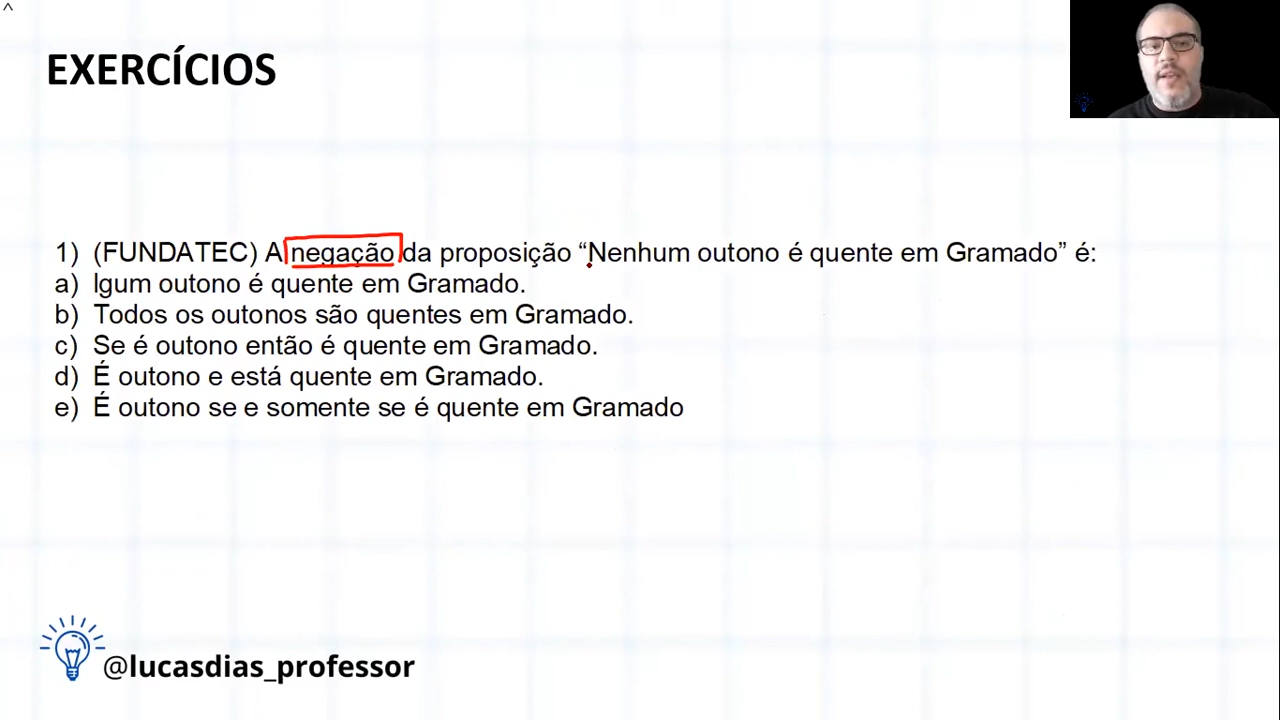 ^
EXERCÍCIOS
1) (FUNDATEC) A negação da proposição “Nenhum outono é quente em Gramado” é:
a) lgum outono é quente em Gramado.
b) Todos os outonos são quentes em Gramado.
c) Se é outono então é quente em Gramado.
d) É outono e está quente em Gramado.
e) É outono se e somente se é quente em Gramado
@lucasdias_professor